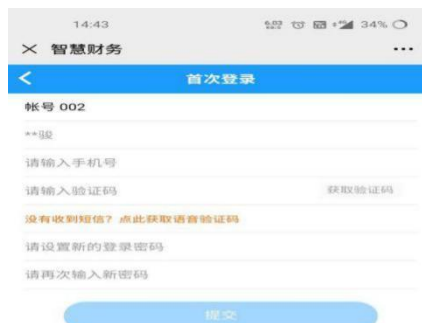 14:43
34%
智慧财务
首次登录
帐号 002
**骏
请输入手机号
请输入验证码 获取验证码
没有收到短信？点此获取语音验证码
请设置新的登录密码
请再次输入新密码
提交